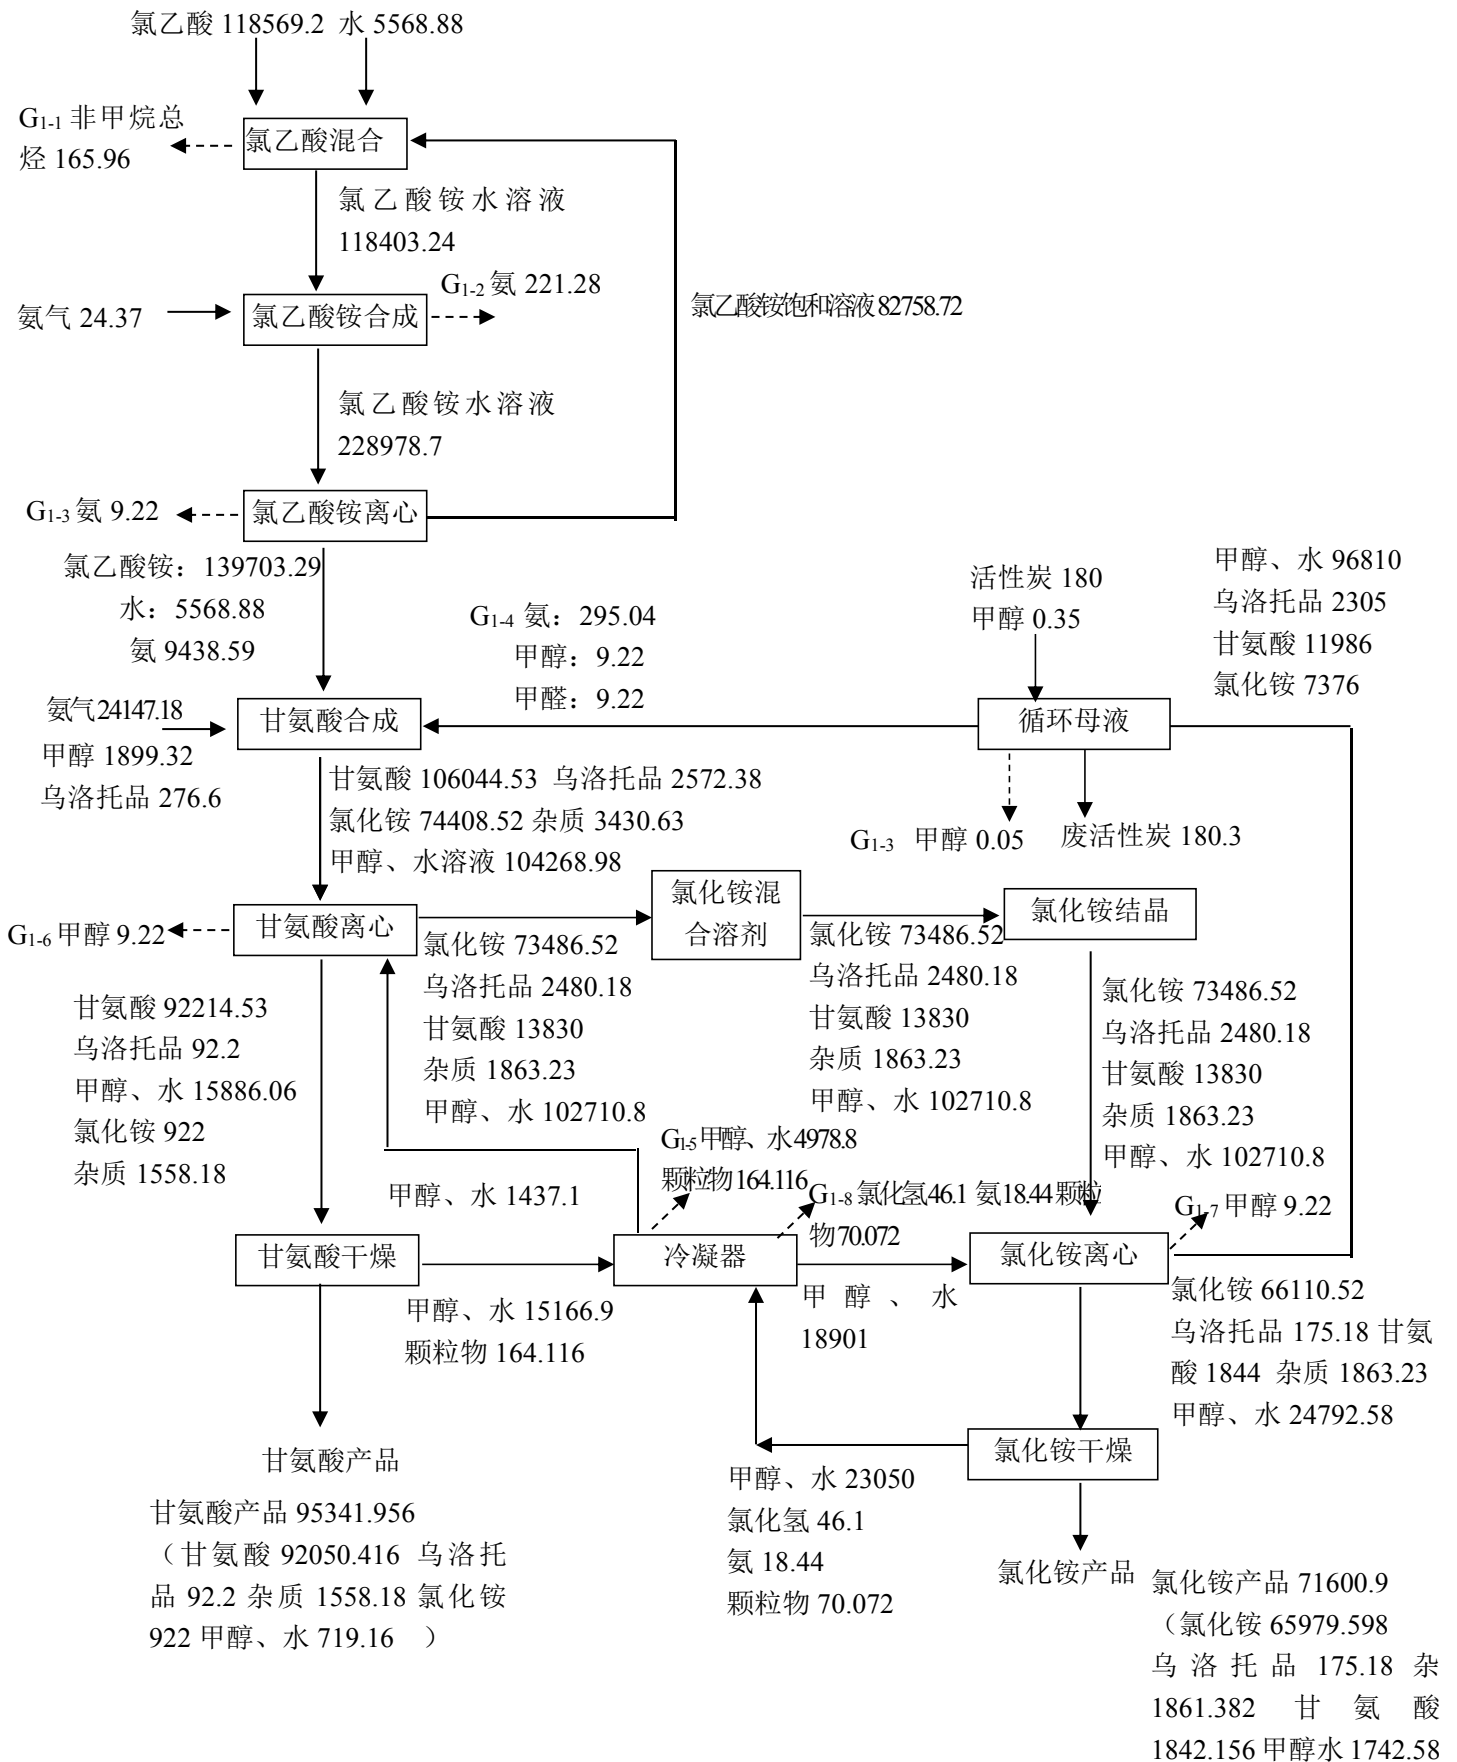 氯乙酸 118569.2 水 5568.88
G1-1 非甲烷总
烃 165.96
氯乙酸混合
氯乙酸铵水溶液
118403.24
G1-2 氨 221.28
氨气 24.37
氯乙酸铵合成
氯乙酸铵饱和溶液 82758.72
氯乙酸铵水溶液
228978.7
G1-3 氨 9.22
氯乙酸铵离心
氯乙酸铵：139703.29
水：5568.88
氨 9438.59
G1-4 氨：295.04
甲醇：9.22
甲醛：9.22
活性炭 180
甲醇 0.35
甲醇、水 96810
乌洛托品 2305
甘氨酸 11986
氯化铵 7376
氨气 24147.18
甲醇 1899.32
乌洛托品 276.6
甘氨酸合成
循环母液
甘氨酸 106044.53 乌洛托品 2572.38
氯化铵 74408.52 杂质 3430.63
甲醇、水溶液 104268.98
G1-3 甲醇 0.05
废活性炭 180.3
G1-6 甲醇 9.22
甘氨酸离心
氯化铵混
合溶剂
氯化铵结晶
氯化铵 73486.52
乌洛托品 2480.18
甘氨酸 13830
杂质 1863.23
甲醇、水 102710.8
氯化铵 73486.52
乌洛托品 2480.18
甘氨酸 13830
杂质 1863.23
甲醇、水 102710.8
氯化铵 73486.52
乌洛托品 2480.18
甘氨酸 13830
杂质 1863.23
甲醇、水 102710.8
甘氨酸 92214.53
乌洛托品 92.2
甲醇、水 15886.06
氯化铵 922
杂质 1558.18
甲醇、水 1437.1
G1-5 甲醇、水 4978.8
颗粒物 164.116
G1-8 氯化氢 46.1 氨 18.44 颗粒
物 70.072
G1-7 甲醇 9.22
甘氨酸干燥
冷凝器
氯化铵离心
甲醇、水 15166.9
颗粒物 164.116
甲醇、水
18901
氯化铵 66110.52
乌洛托品 175.18 甘氨
酸 1844 杂质 1863.23
甲醇、水 24792.58
甘氨酸产品
氯化铵干燥
甲醇、水 23050
氯化氢 46.1
氨 18.44
颗粒物 70.072
甘氨酸产品 95341.956
（甘氨酸 92050.416 乌洛托
品 92.2 杂质 1558.18 氯化铵
922 甲醇、水 719.16 ）
氯化铵产品
氯化铵产品 71600.9
（氯化铵 65979.598
乌洛托品 175.18 杂
1861.382 甘氨酸
1842.156 甲醇水 1742.58